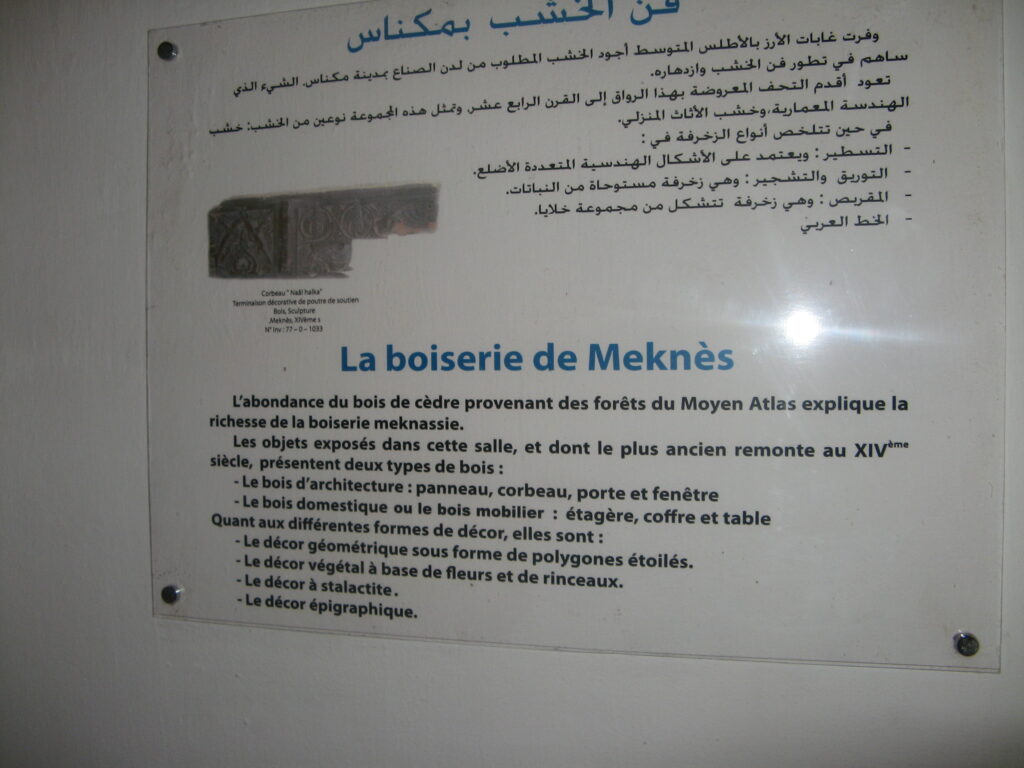 فن الخشب بمكناس
وفرت غابات الأرز بالأطلس المتوسط أجود الخشب المطلوب من لدن الصناع بمدينة مكناس. الشيء الذي
ساهم في تطور فن الخشب وازدهاره.
تعود أقدم التحف المعروضة بهذا الرواق إلى القرن الرابع عشر. وتمثل هذه المجموعة نوعين من الخشب: خشب
الهندسة المعمارية، وخشب الأثاث المنزلي.
في حين تتلخص أنواع الزخرفة في :
- التسطير : ويعتمد على الأشكال الهندسية المتعددة الأضلع.
- التوريق والتشجير : وهي زخرفة مستوحاة من النباتات.
- المقربص : وهي زخرفة تتشكل من مجموعة خلايا.
- الخط العربي
Corbeau " Naâl halka"
Terminaison décorative de poutre de soutien
Bois, Sculpture
.Meknès, XIVème s
N° Inv : 77 – 0 – 1033
La boiserie de Meknès
L'abondance du bois de cèdre provenant des forêts du Moyen Atlas explique la
richesse de la boiserie meknassie.
Les objets exposés dans cette salle, et dont le plus ancien remonte au XIVème
siècle, présentent deux types de bois :
- Le bois d'architecture : panneau, corbeau, porte et fenêtre
- Le bois domestique ou le bois mobilier : étagère, coffre et table
Quant aux différentes formes de décor, elles sont :
- Le décor géométrique sous forme de polygones étoilés.
- Le décor végétal à base de fleurs et de rinceaux.
- Le décor à stalactite.
- Le décor épigraphique.